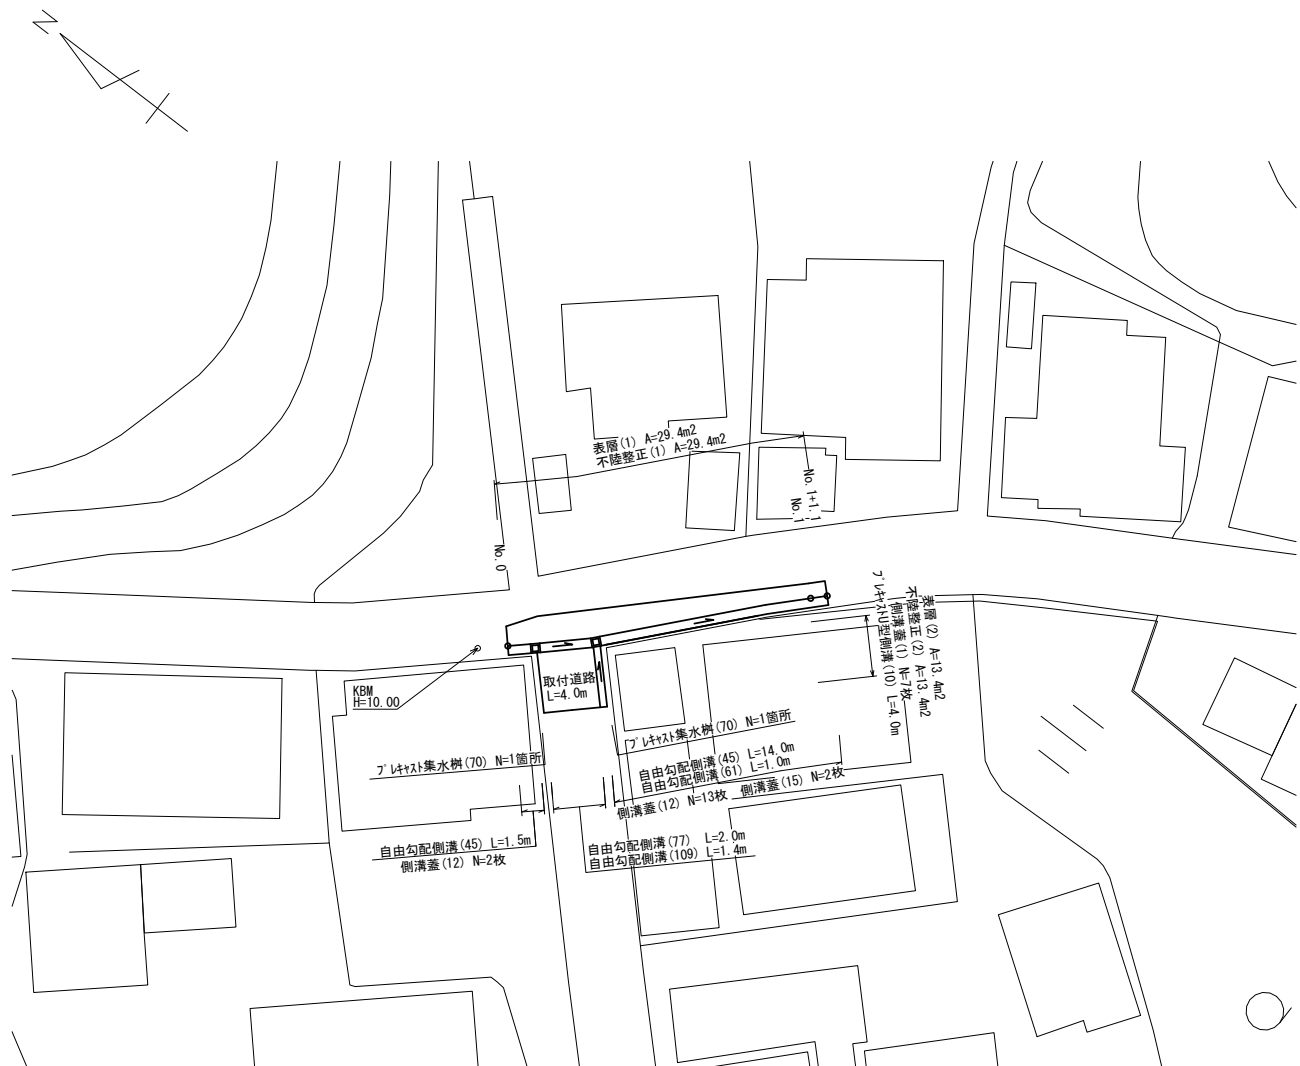 N
表層(1) A=29.4m2
不陸整正(1) A=29.4m2
No.1+1.1
No.1
No.0
表層(2) A=13.4m2
不陸整正(2) A=13.4m2
側溝蓋(1) N=7枚
プレキャストU型側溝(10) L=4.0m
取付道路
L=4.0m
KBM
H=10.00
プレキャスト集水桝(70) N=1箇所
プレキャスト集水桝(70) N=1箇所
自由勾配側溝(45) L=14.0m
自由勾配側溝(61) L=1.0m
側溝蓋(12) N=13枚 側溝蓋(15) N=2枚
自由勾配側溝(45) L=1.5m
側溝蓋(12) N=2枚
自由勾配側溝(77) L=2.0m
自由勾配側溝(109) L=1.4m